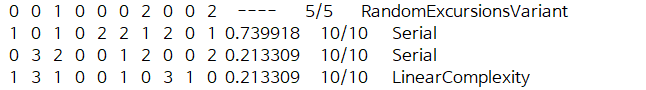 0 0 1 0 0 0 2 0 0 2 ---- 5/5 RandomExcursionsVariant
1 0 1 0 2 2 1 2 0 1 0.739918 10/10 Serial
0 3 2 0 0 1 2 0 0 2 0.213309 10/10 Serial
1 3 1 0 0 1 0 3 1 0 0.213309 10/10 LinearComplexity